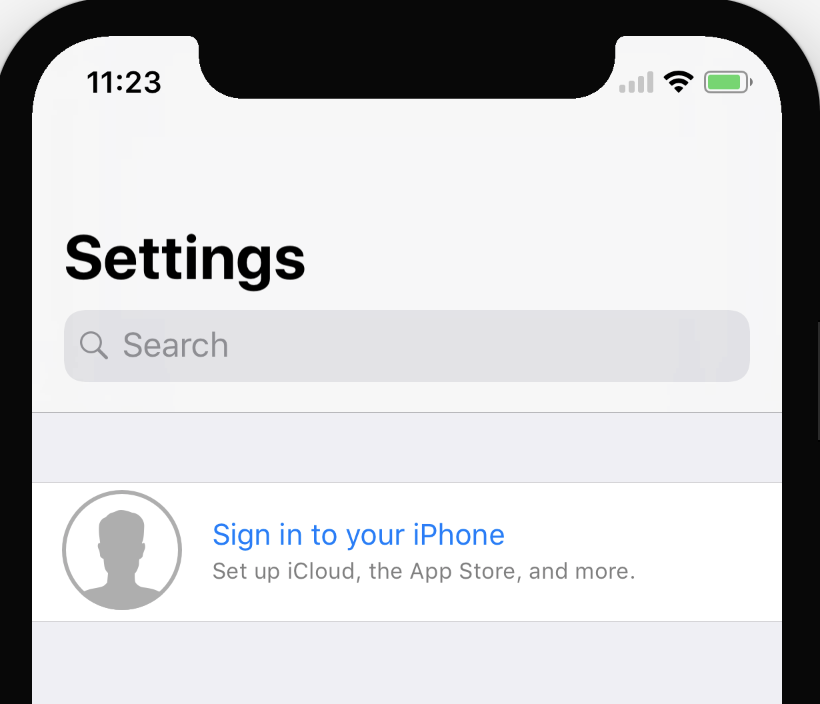 11:23
Settings
Search
Sign in to your iPhone
Set up iCloud, the App Store, and more.